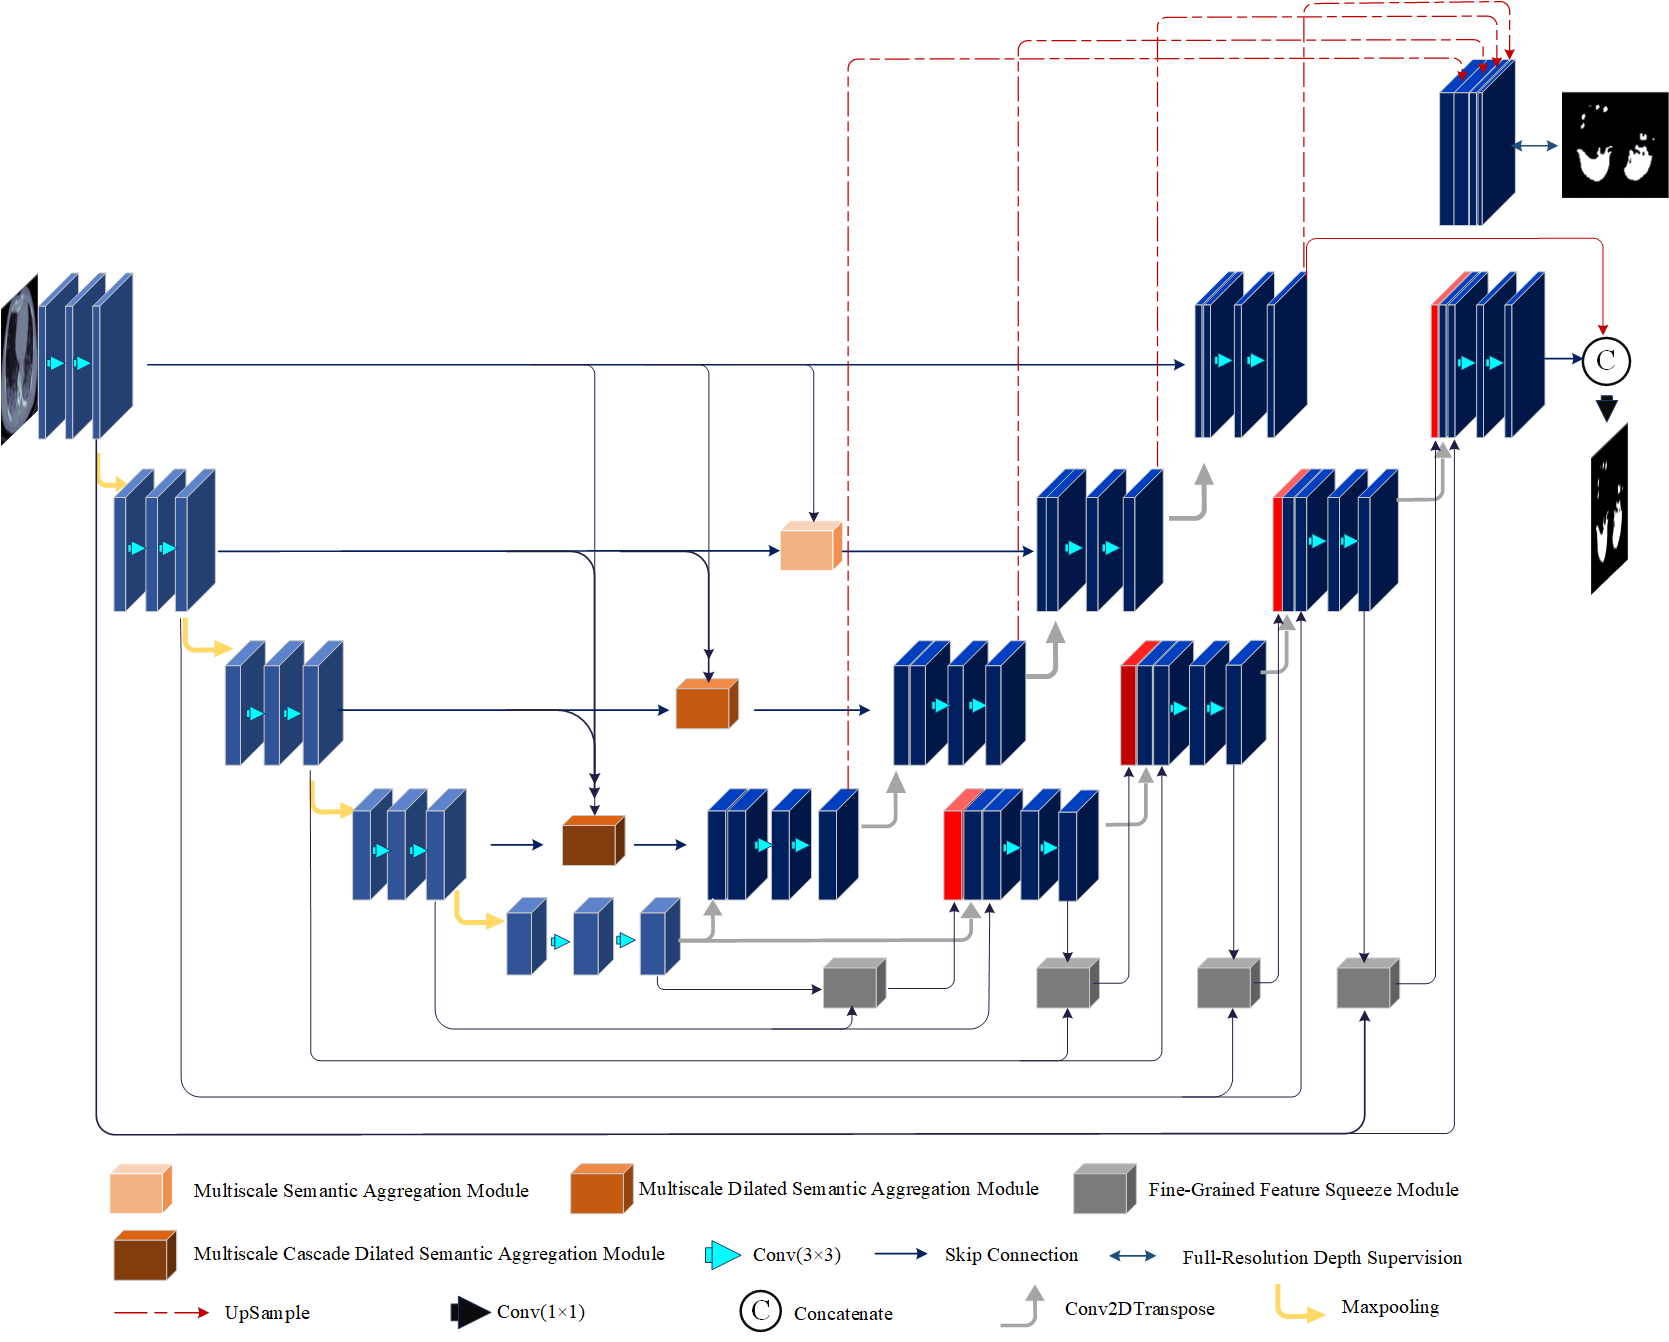 C
Multiscale Semantic Aggregation Module
Multiscale Dilated Semantic Aggregation Module
Fine-Grained Feature Squeeze Module
Multiscale Cascade Dilated Semantic Aggregation Module
Conv(3×3)
Skip Connection
Full-Resolution Depth Supervision
UpSample
Conv(1×1)
C
Concatenate
Conv2DTranspose
Maxpooling